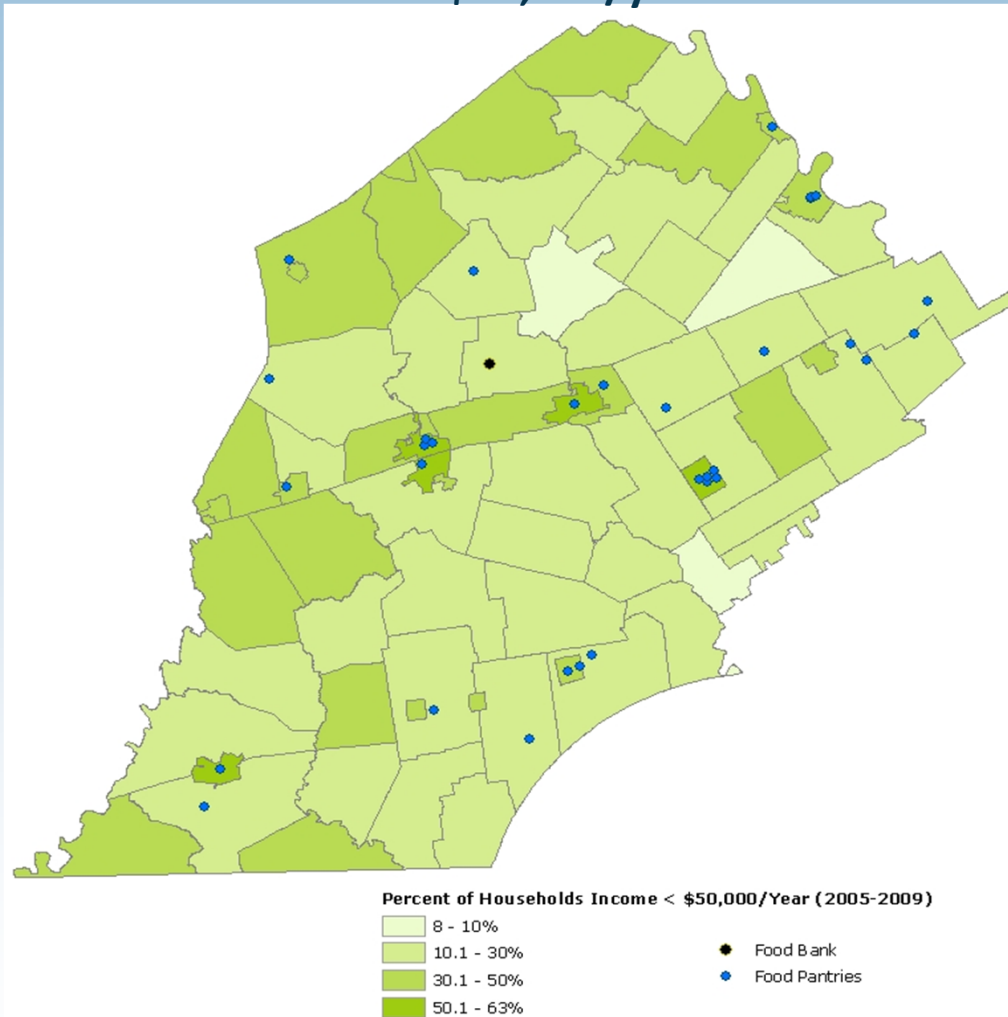 Percent of Households Income < $50,000/Year (2005-2009)
8 - 10%
10.1 - 30%
30.1 - 50%
50.1 - 63%
Food Bank
Food Pantries